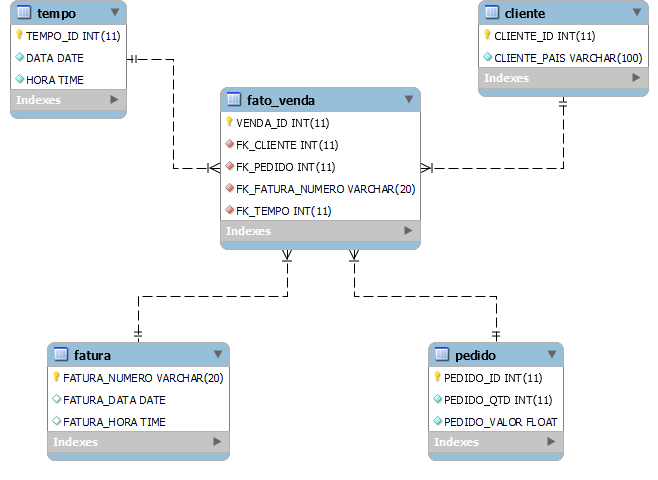 tempo
TEMPO_ID INT(11)
DATA DATE
HORA TIME
Indexes
cliente
CLIENTE_ID INT(11)
CLIENTE_PAIS VARCHAR(100)
Indexes
fato_venda
VENDA_ID INT(11)
FK_CLIENTE INT(11)
FK_PEDIDO INT(11)
FK_FATURA_NUMERO VARCHAR(20)
FK_TEMPO INT(11)
Indexes
fatura
FATURA_NUMERO VARCHAR(20)
FATURA_DATA DATE
FATURA_HORA TIME
Indexes
pedido
PEDIDO_ID INT(11)
PEDIDO_QTD INT(11)
PEDIDO_VALOR FLOAT
Indexes